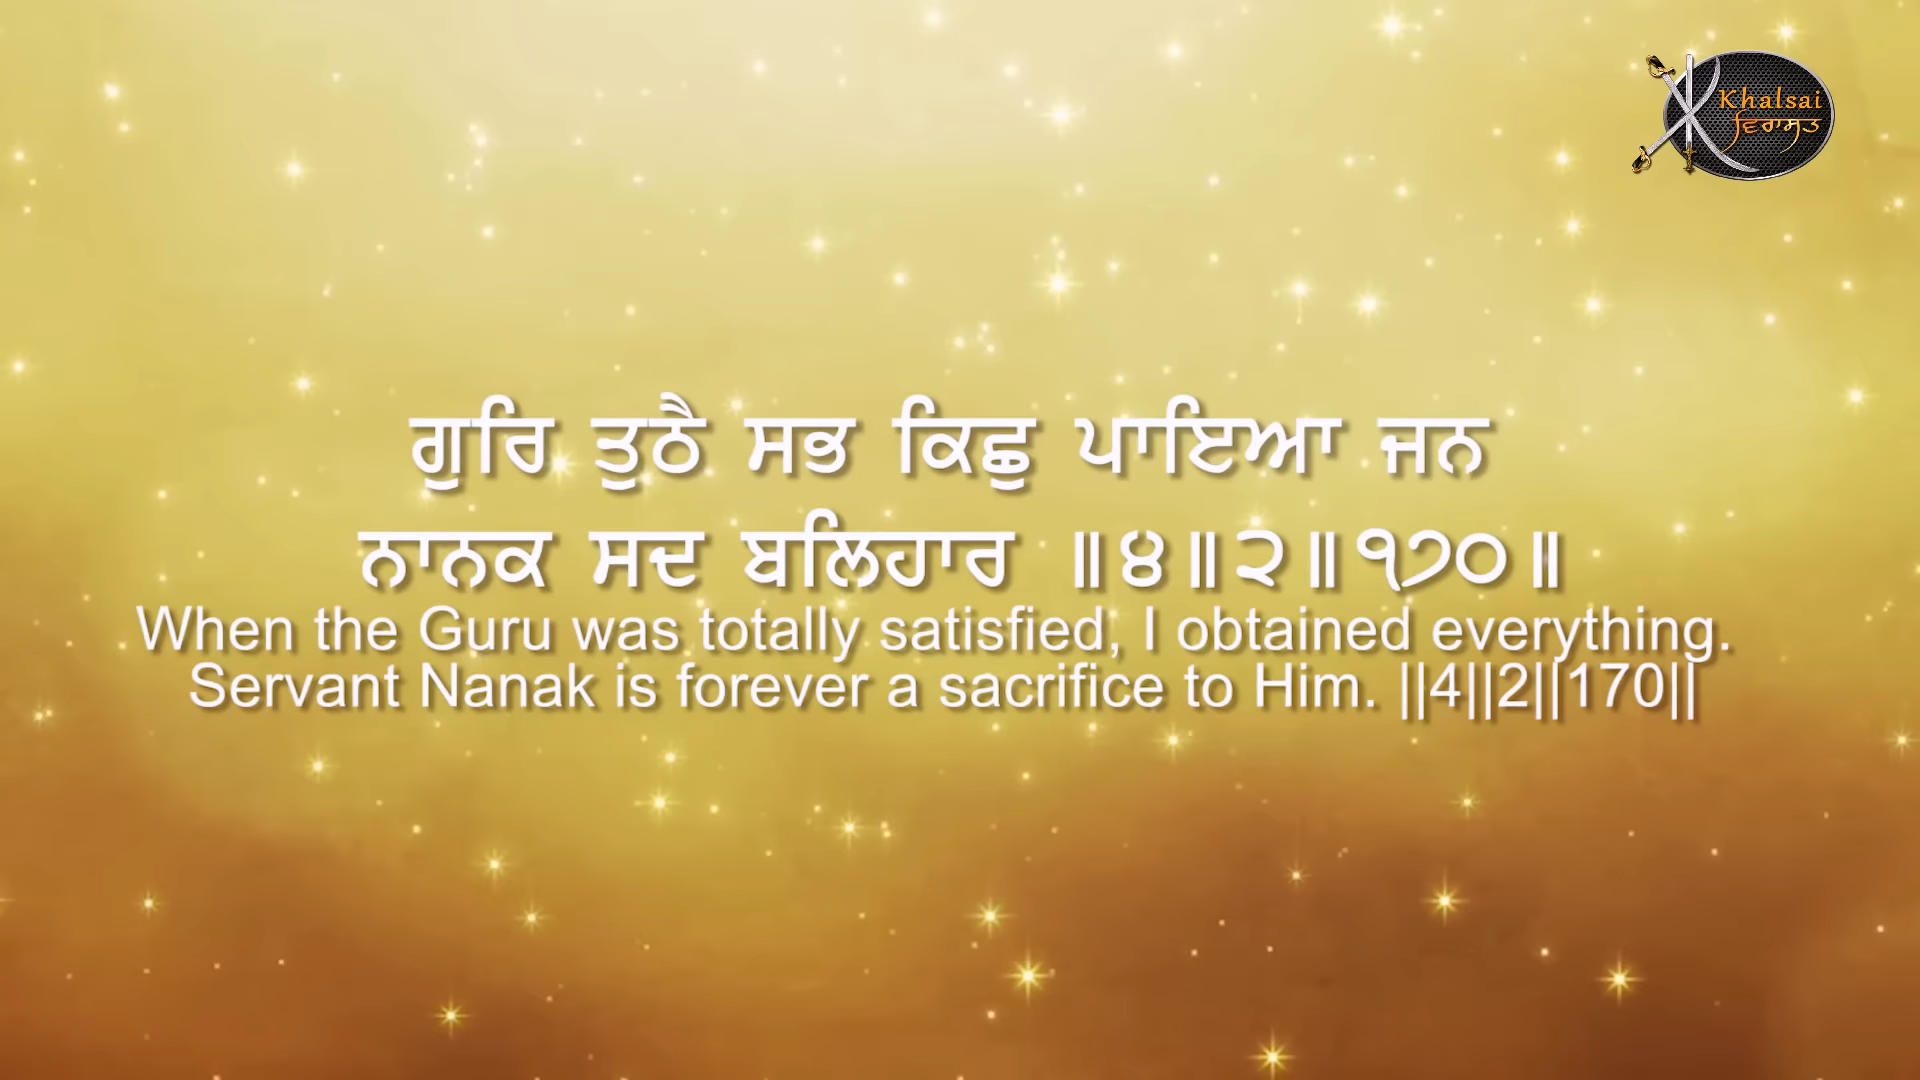 Khalsai
ਵਿਰਾਸਤ
ਗੁਰਿ ਤੁਠੈ ਸਭ ਕਿਛੁ ਪਾਇਆ ਜਨ
ਨਾਨਕ ਸਦ ਬਲਿਹਾਰ ॥੪॥੨॥੧੭੦॥
When the Guru was totally satisfied, I obtained everything.
Servant Nanak is forever a sacrifice to Him. ||4||2||170||